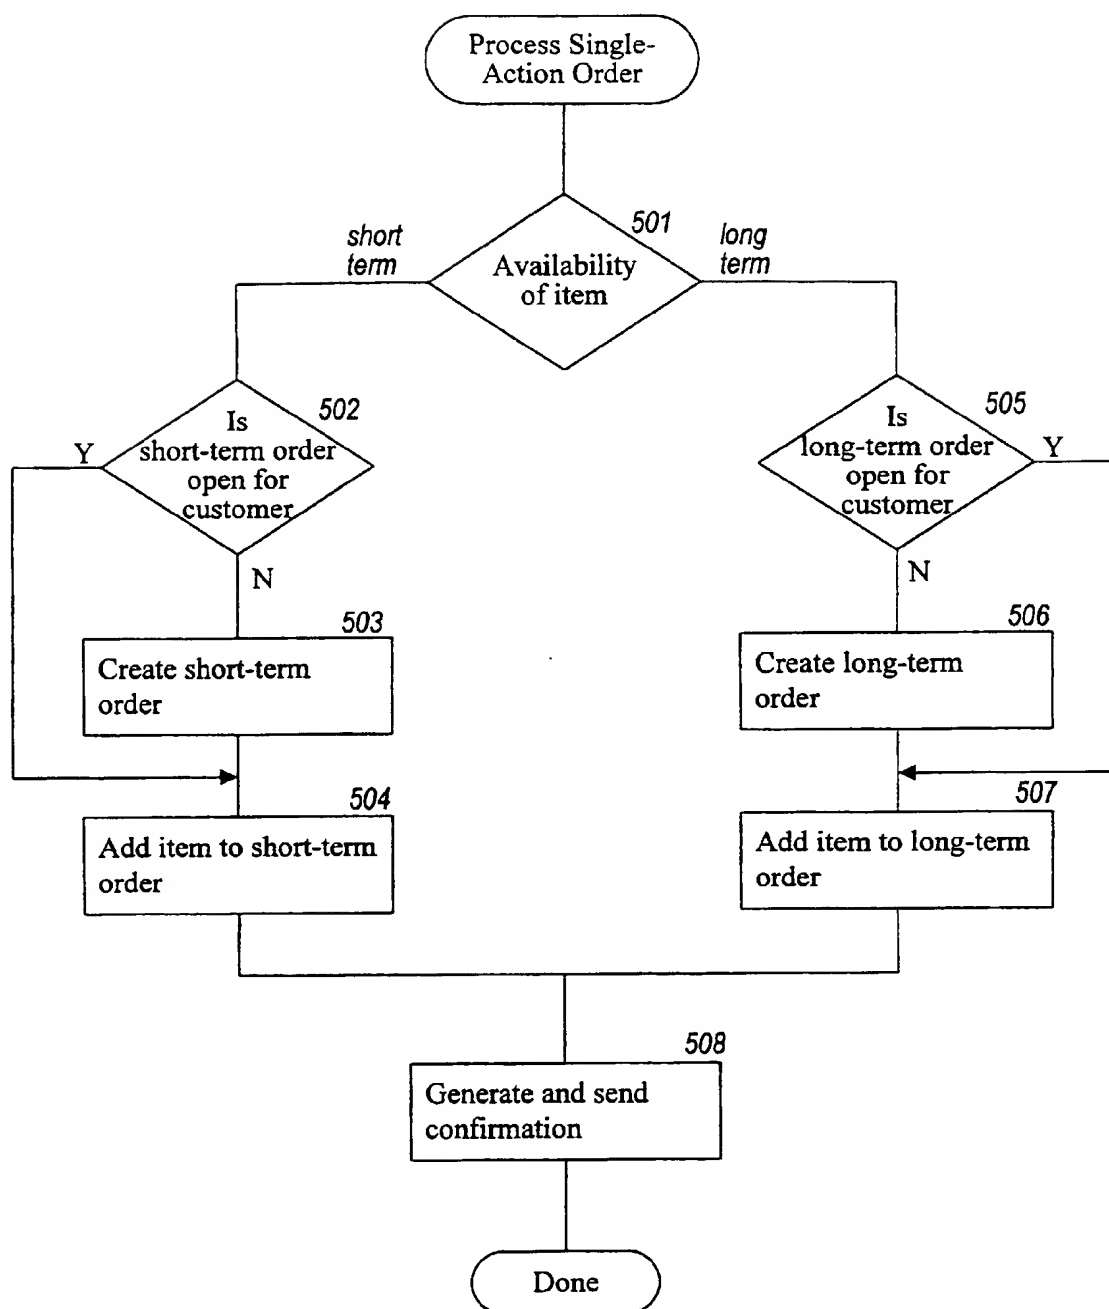 Process Single-
Action Order
501
short
term
long
term
Availability
of item
502
Is
short-term order
open for
customer
Y
N
503
Create short-term
order
504
Add item to short-term
order
505
Is
long-term order
open for
customer
Y
N
506
Create long-term
order
507
Add item to long-term
order
508
Generate and send
confirmation
Done